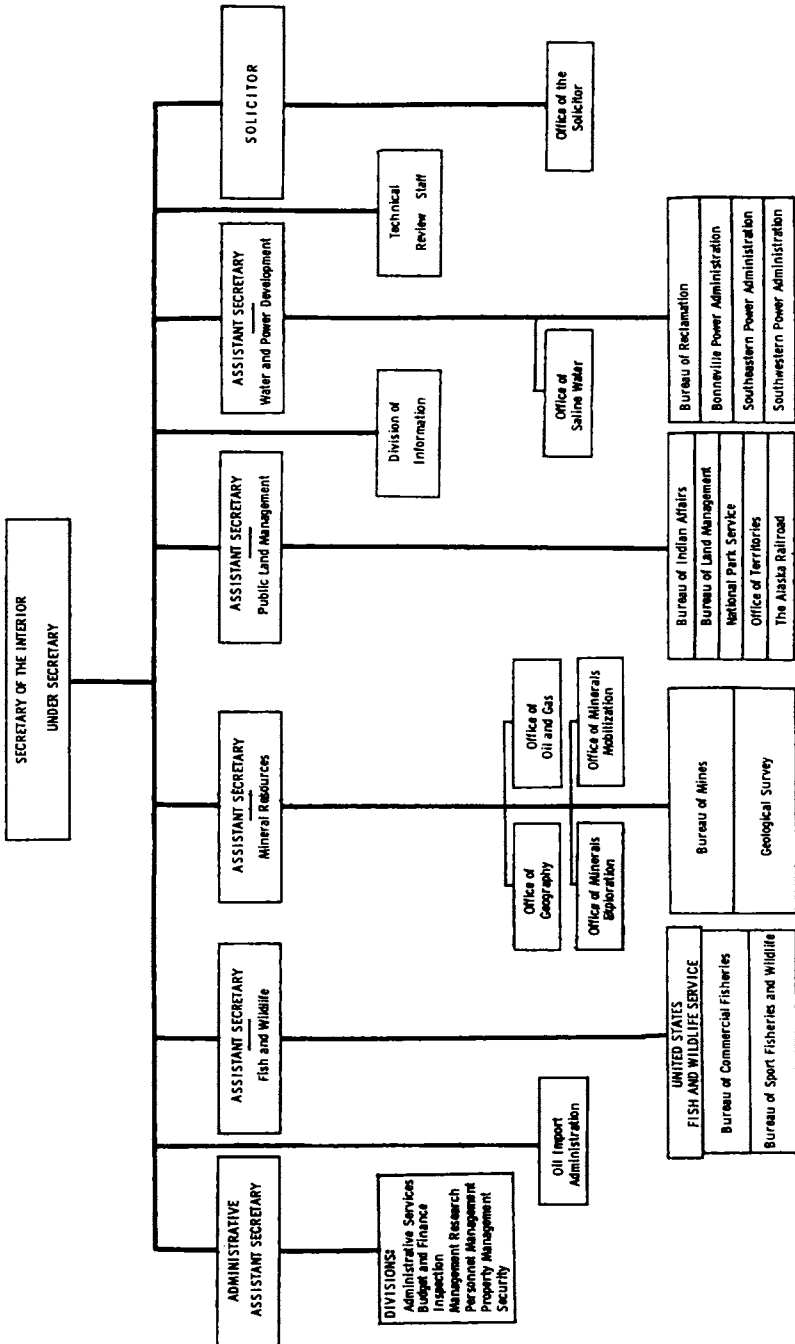 SECRETARY OF THE INTERIOR
UNDER SECRETARY
ADMINISTRATIVE
ASSISTANT SECRETARY
ASSISTANT SECRETARY
Fish and Wildlife
ASSISTANT SECRETARY
Mineral Resources
ASSISTANT SECRETARY
Public Land Management
ASSISTANT SECRETARY
Water and Power Development
SOLICITOR
DIVISIONS:
Administrative Services
Budget and Finance
Inspection
Management Research
Personnel Management
Property Management
Security
Division of
Information
Technical
Review Staff
Oil Import
Administration
Office of
Geography
Office of
Oil and Gas
Office of Minerals
Exploration
Office of Minerals
Mobilization
Office of
Saline Water
Office of the
Solicitor
UNITED STATES
FISH AND WILDLIFE SERVICE
Bureau of Commercial Fisheries
Bureau of Sport Fisheries and Wildlife
Bureau of Mines
Geological Survey
Bureau of Indian Affairs
Bureau of Land Management
National Park Service
Office of Territories
The Alaska Railroad
Bureau of Reclamation
Bonneville Power Administration
Southeastern Power Administration
Southwestern Power Administration